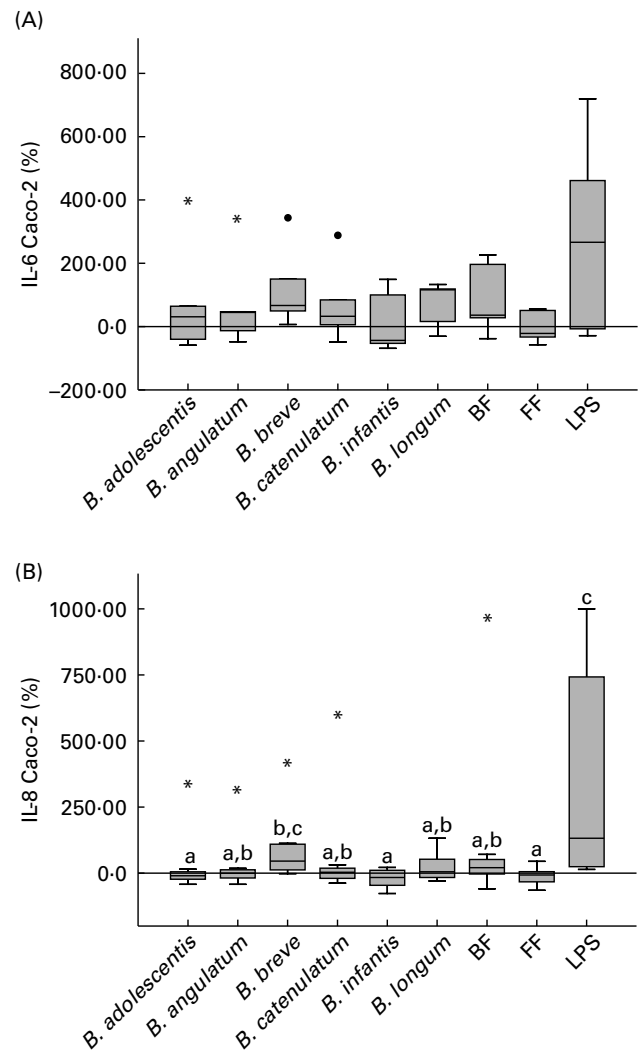 (A)
800·00
600·00
400·00
200·00
0·0
–200·00
IL-6 Caco-2 (%)
*
*
B. adolescentis
B. angulatum
B. breve
B. catenulatum
B. infantis
B. longum
BF
FF
LPS
(B)
1000·00
750·00
500·00
250·00
0·0
IL-8 Caco-2 (%)
c
*
*
*
*
*
a
a,b
b,c
a,b
a
a,b
a,b
a
B. adolescentis
B. angulatum
B. breve
B. catenulatum
B. infantis
B. longum
BF
FF
LPS